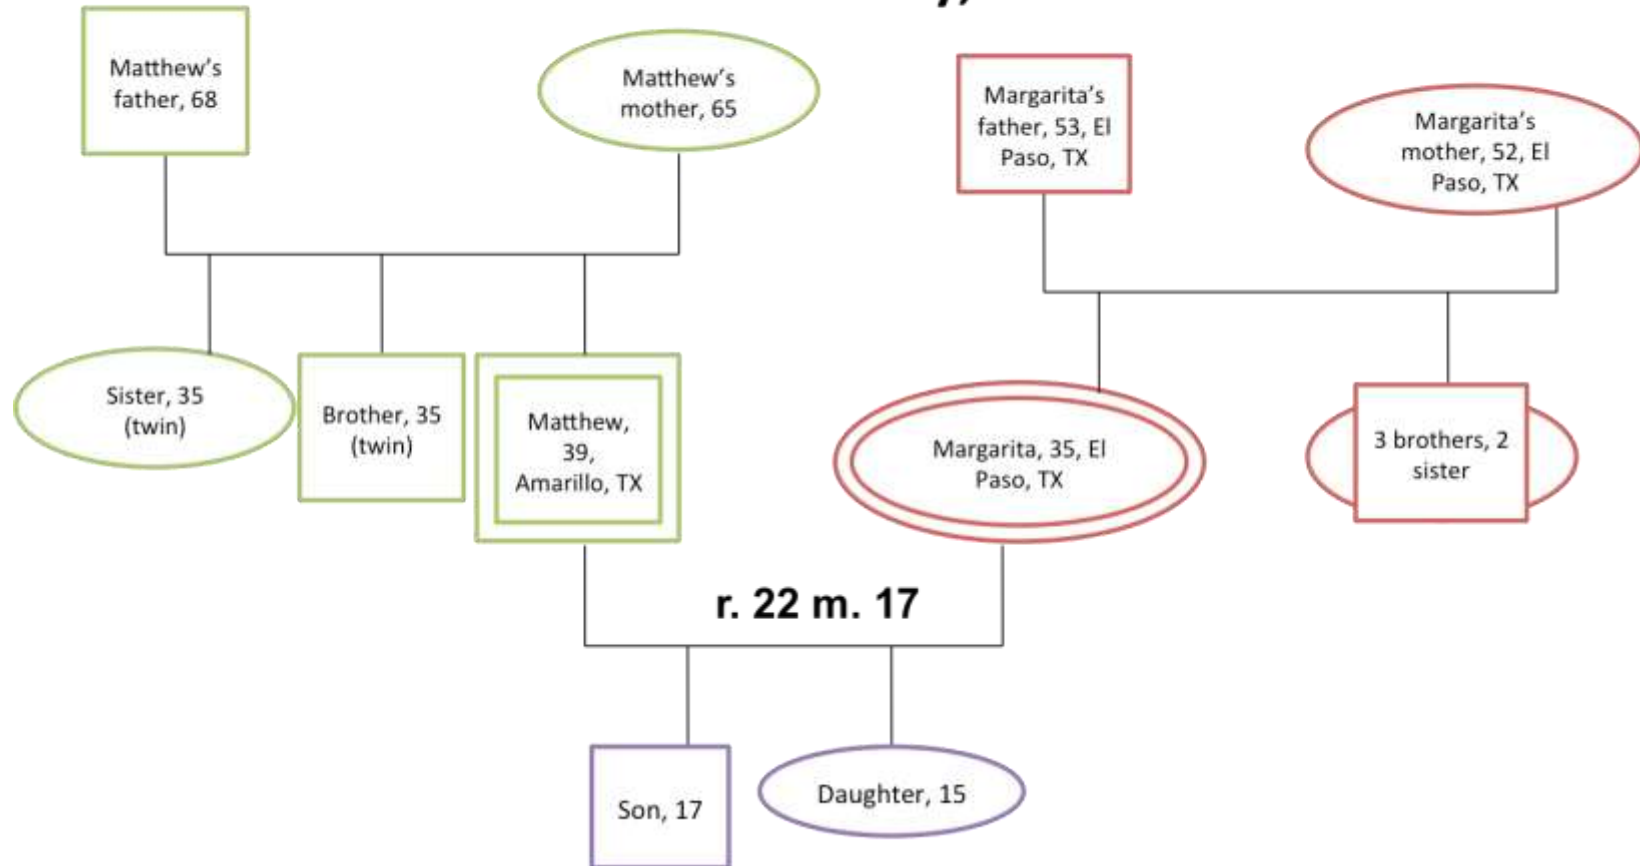 Matthew's
father, 68
Matthew's
mother, 65
Margarita's
father, 53, El
Paso, TX
Margarita's
mother, 52, El
Paso, TX
Sister, 35
(twin)
Brother, 35
(twin)
Matthew,
39,
Amarillo, TX
Margarita, 35, El
Paso, TX
3 brothers, 2
sister
r. 22 m. 17
Son, 17
Daughter, 15